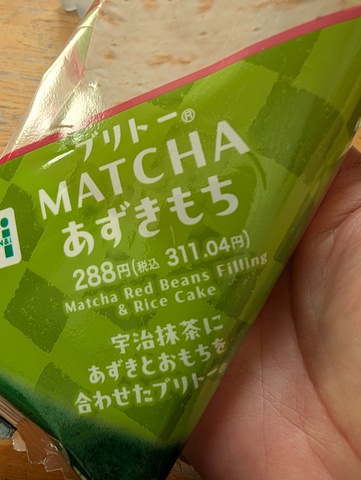 ブリトー®
MATCHA
あずきもち
288円(税込 311.04円)
Matcha Red Beans Filling
& Rice Cake
宇治抹茶に
あずきとおもちを
合わせたブリトー